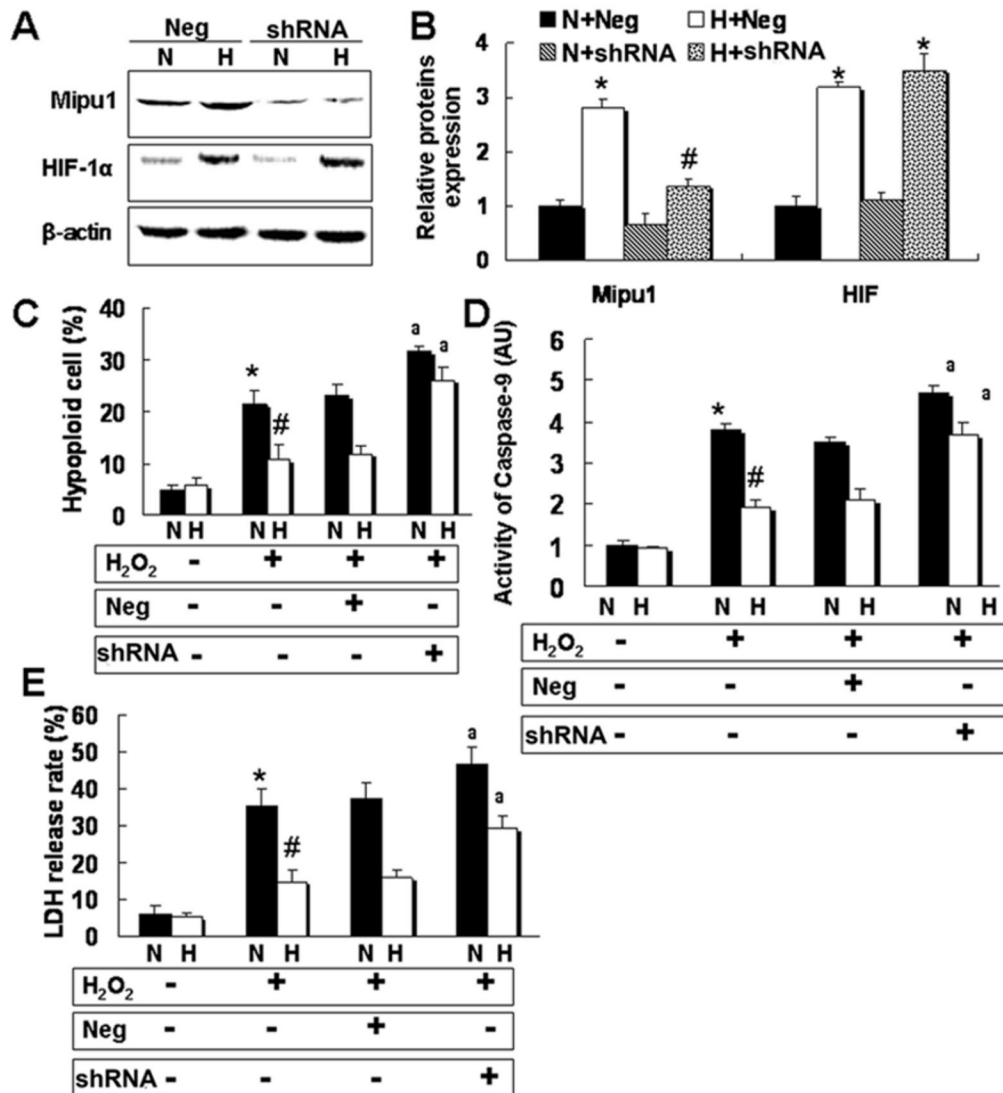 A
Neg shRNA
N H N H
Mipu1
HIF-1α
β-actin
B
N+Neg H+Neg
N+shRNA H+shRNA
Relative proteins
expression
4
3
2
1
0
* # * *
Mipu1 HIF
C
Hypoploid cell (%)
40
30
20
10
0
* # a a
N H N H N H N H
H₂O₂ - + + +
Neg - - + -
shRNA - - - +
D
Activity of Caspase-9 (AU)
6
5
4
3
2
1
0
* # a a
N H N H N H N H
H₂O₂ - + + +
Neg - - + -
shRNA - - - +
E
LDH release rate (%)
60
50
40
30
20
10
0
* # a a
N H N H N H N H
H₂O₂ - + + +
Neg - - + -
shRNA - - - +